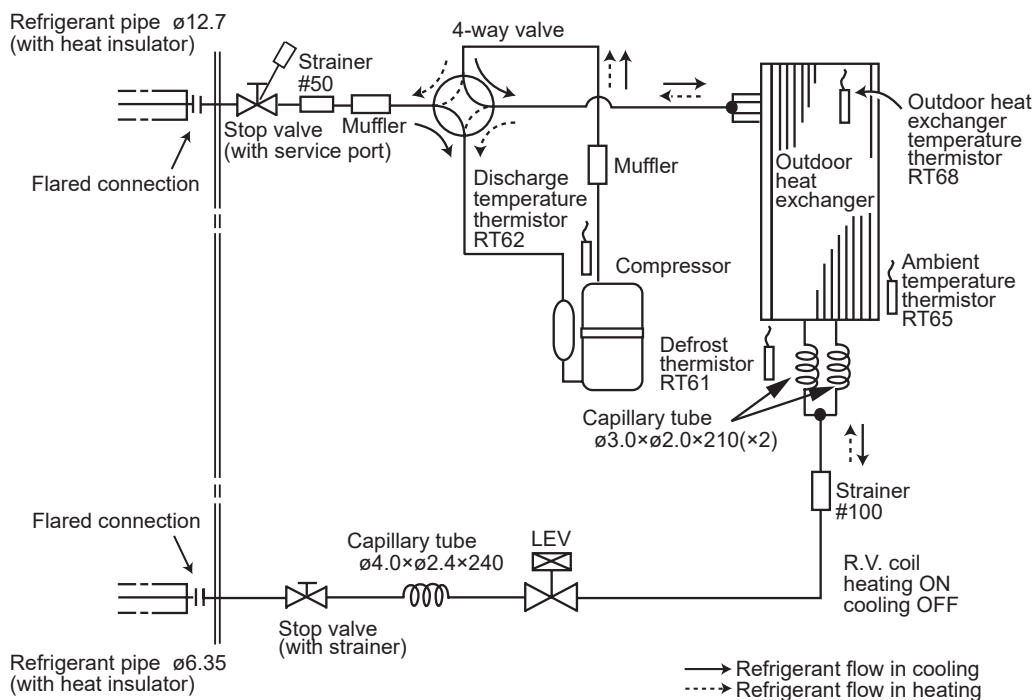 Refrigerant pipe ø12.7
(with heat insulator)
4-way valve
Strainer
#50
Stop valve
(with service port)
Muffler
Flared connection
Discharge
temperature
thermistor
RT62
Muffler
Compressor
Outdoor
heat
exchanger
Outdoor heat
exchanger
temperature
thermistor
RT68
Ambient
temperature
thermistor
RT65
Defrost
thermistor
RT61
Capillary tube
ø3.0×ø2.0×210(×2)
Strainer
#100
Flared connection
Capillary tube
ø4.0×ø2.4×240
LEV
R.V. coil
heating ON
cooling OFF
Stop valve
(with strainer)
Refrigerant pipe ø6.35
(with heat insulator)
Refrigerant flow in cooling
Refrigerant flow in heating